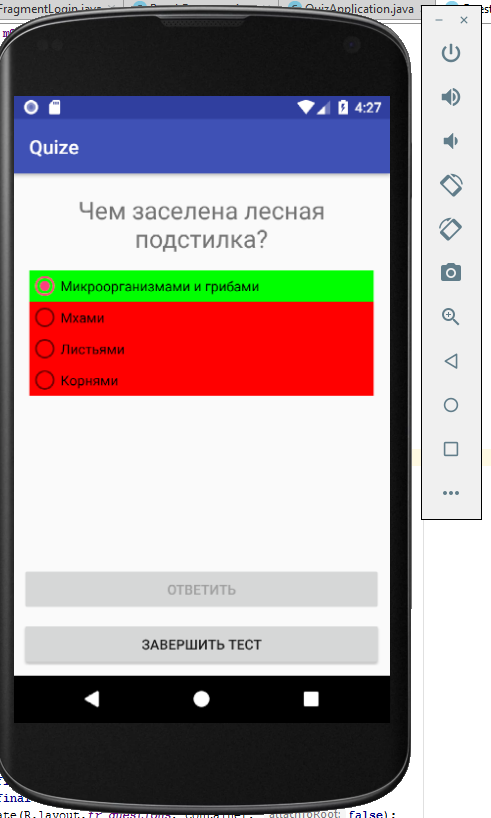 FragmentLogin.java
QuizApplication.java
4:27
Quize
Чем заселена лесная
подстилка?
Микроорганизмами и грибами
Мхами
Листьями
Корнями
ОТВЕТИТЬ
ЗАВЕРШИТЬ ТЕСТ
final
ate(R.layout.fr_questions, container, attachToRoot: false);